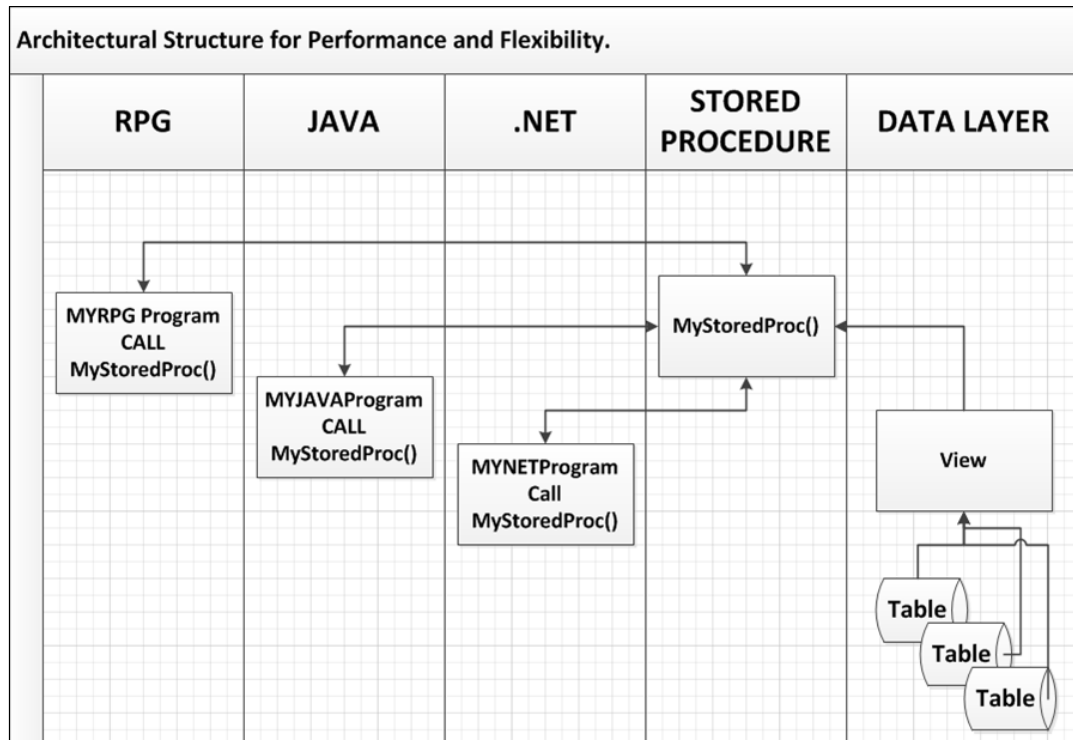 Architectural Structure for Performance and Flexibility.
RPG
JAVA
.NET
STORED
PROCEDURE
DATA LAYER
MYRPG Program
CALL
MyStoredProc()
MYJAVAProgram
CALL
MyStoredProc()
MYNETProgram
Call
MyStoredProc()
MyStoredProc()
View
Table
Table
Table